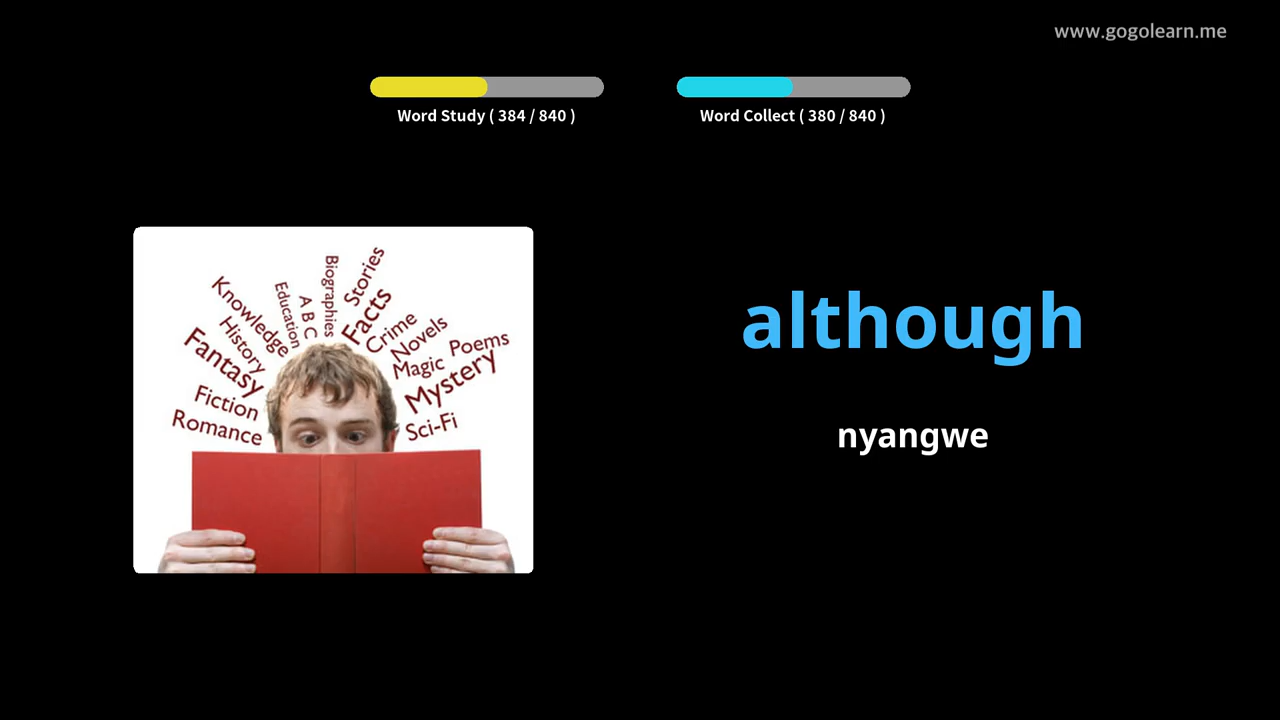 www.gogolearn.me
Word Study ( 384 / 840 )
Word Collect ( 380 / 840 )
Biographies
Stories
Education
A B C
Facts
Knowledge
Crime
History
Novels
Fantasy
Magic
Poems
Mystery
Fiction
Romance
Sci-Fi
although
nyangwe